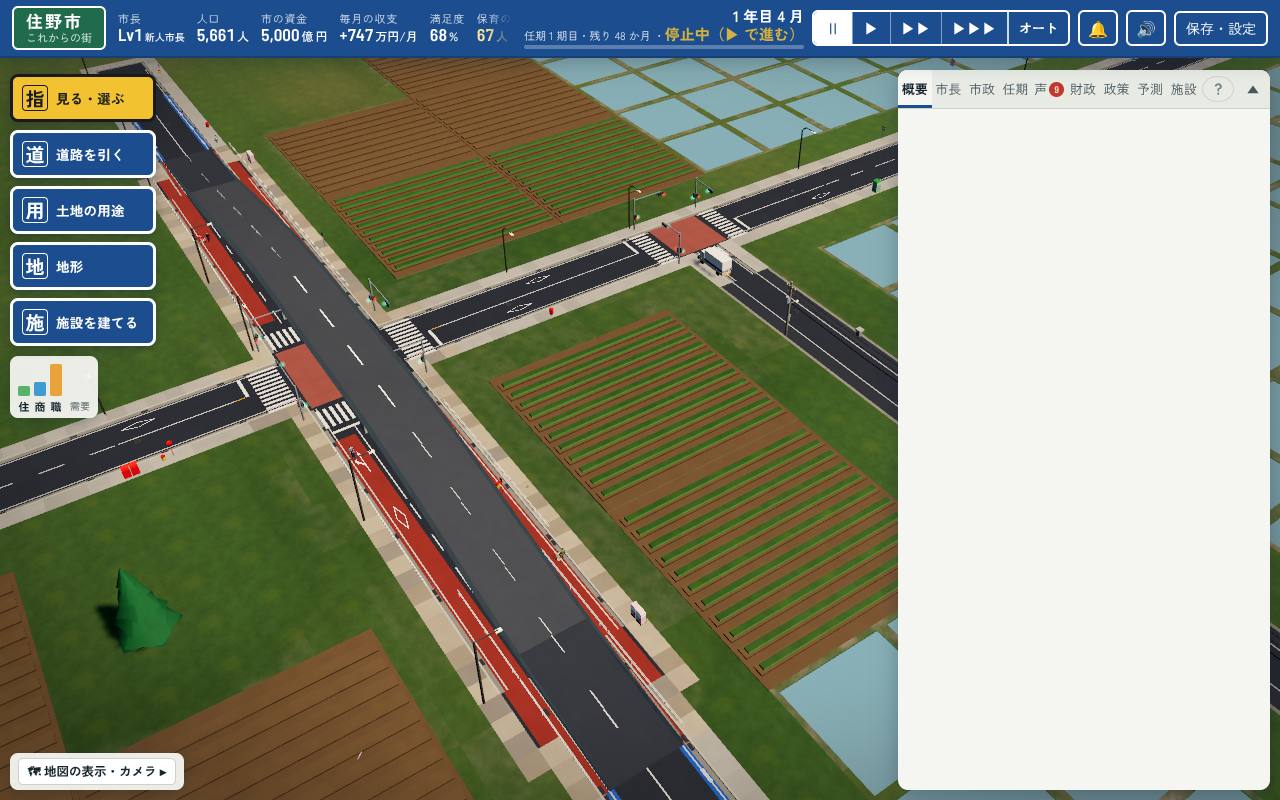 住野市
これからの街
市長
Lv1 新人市長
人口
5,661人
市の資金
5,000億円
毎月の収支
+747万円/月
満足度
68%
保育の
67人
1年目4月
任期1期目・残り48か月・停止中（▶で進む）
オート
保存・設定
指 見る・選ぶ
道 道路を引く
用 土地の用途
地 地形
施 施設を建てる
住 商 職 需要
概要 市長 市政 任期 声 9 財政 政策 予測 施設 ?
地図の表示・カメラ ▸